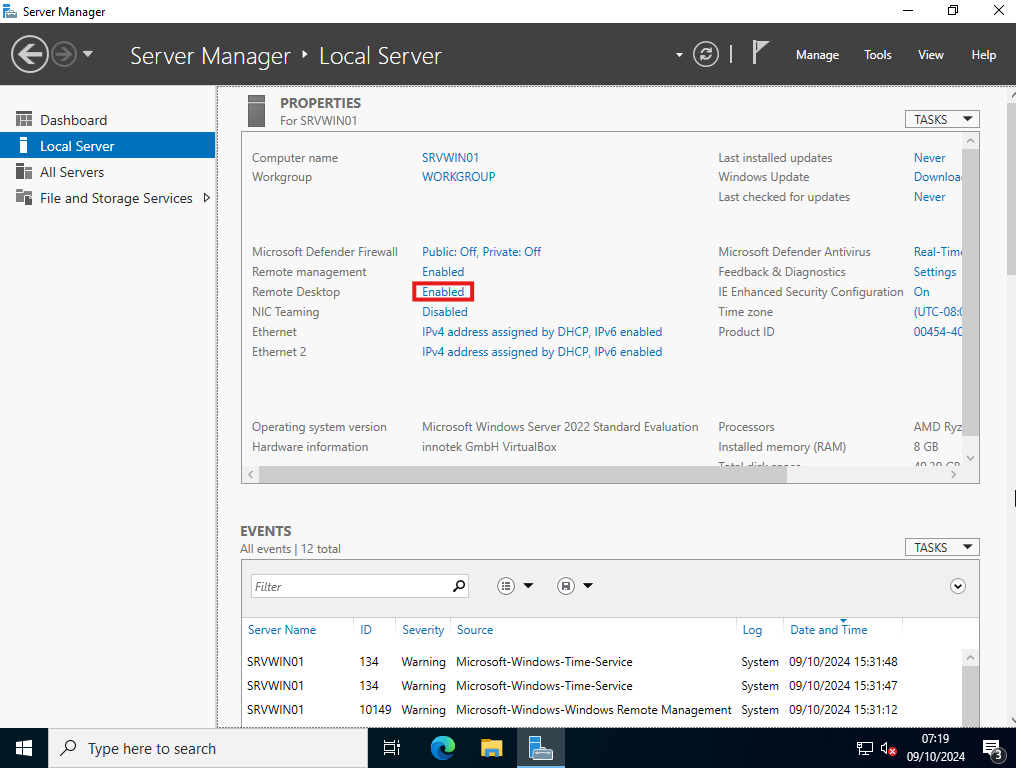 Server Manager
Server Manager ‣ Local Server
Manage Tools View Help
Dashboard
Local Server
All Servers
File and Storage Services
PROPERTIES
For SRVWIN01
TASKS
Computer name SRVWIN01 Last installed updates Never
Workgroup WORKGROUP Windows Update Downloa
Last checked for updates Never
Microsoft Defender Firewall Public: Off, Private: Off Microsoft Defender Antivirus Real-Time
Remote management Enabled Feedback & Diagnostics Settings
Remote Desktop Enabled IE Enhanced Security Configuration On
NIC Teaming Disabled Time zone (UTC-08:0
Ethernet IPv4 address assigned by DHCP, IPv6 enabled Product ID 00454-40
Ethernet 2 IPv4 address assigned by DHCP, IPv6 enabled
Operating system version Microsoft Windows Server 2022 Standard Evaluation Processors AMD Ryz
Hardware information innotek GmbH VirtualBox Installed memory (RAM) 8 GB
Total disk space
EVENTS
All events | 12 total
TASKS
Filter
Server Name ID Severity Source Log Date and Time
SRVWIN01 134 Warning Microsoft-Windows-Time-Service System 09/10/2024 15:31:48
SRVWIN01 134 Warning Microsoft-Windows-Time-Service System 09/10/2024 15:31:47
SRVWIN01 10149 Warning Microsoft-Windows-Windows Remote Management System 09/10/2024 15:31:12
Type here to search
07:19
09/10/2024
3